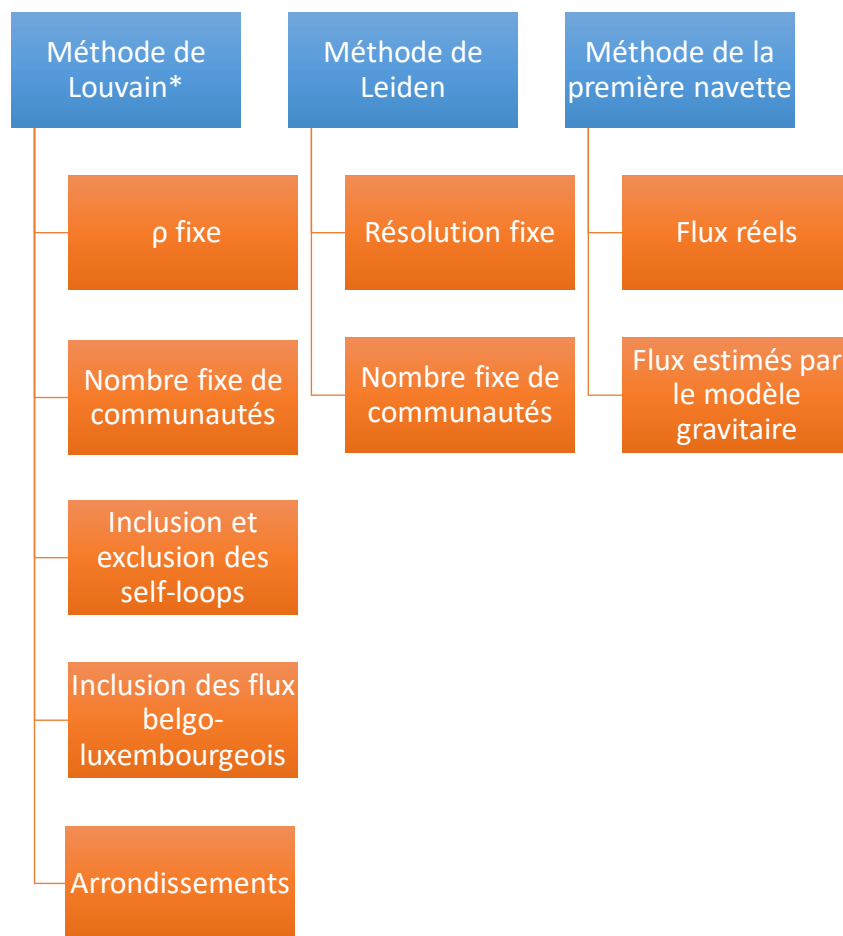 Méthode de
Louvain*
Méthode de
Leiden
Méthode de la
première navette
ρ fixe
Résolution fixe
Flux réels
Nombre fixe de
communautés
Nombre fixe de
communautés
Flux estimés par
le modèle
gravitaire
Inclusion et
exclusion des
self-loops
Inclusion des flux
belgo-
luxembourgeois
Arrondissements